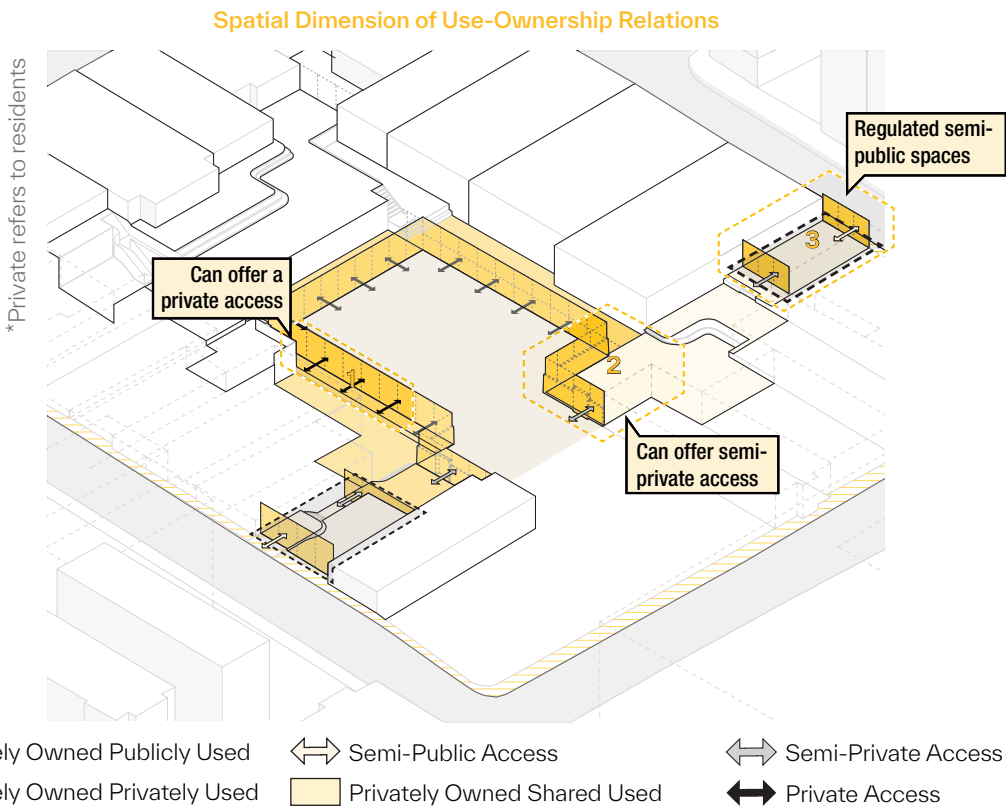 Spatial Dimension of Use-Ownership Relations
*Private refers to residents
Regulated semi-
public spaces
3
Can offer a
private access
1
2
Can offer semi-
private access
ely Owned Publicly Used
Semi-Public Access
Semi-Private Access
ely Owned Privately Used
Privately Owned Shared Used
Private Access